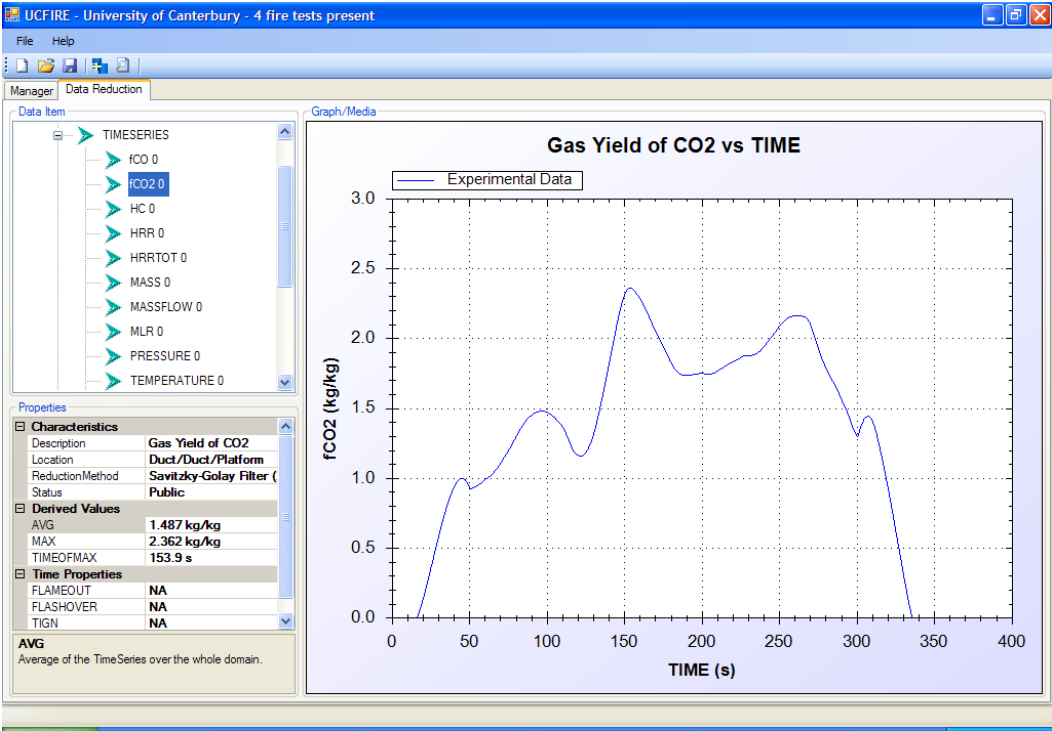 UCFIRE - University of Canterbury - 4 fire tests present
File Help
Manager Data Reduction
Data Item
TIMESERIES
fCO 0
fCO2 0
HC 0
HRR 0
HRRTOT 0
MASS 0
MASSFLOW 0
MLR 0
PRESSURE 0
TEMPERATURE 0
Properties
Characteristics
Description Gas Yield of CO2
Location Duct/Duct/Platform
ReductionMethod Savitzky-Golay Filter (
Status Public
Derived Values
AVG 1.487 kg/kg
MAX 2.362 kg/kg
TIMEOFMAX 153.9 s
Time Properties
FLAMEOUT NA
FLASHOVER NA
TIGN NA
AVG
Average of the TimeSeries over the whole domain.
Graph/Media
Gas Yield of CO2 vs TIME
Experimental Data
3.0
2.5
2.0
1.5
1.0
0.5
0.0
fCO2 (kg/kg)
0 50 100 150 200 250 300 350 400
TIME (s)